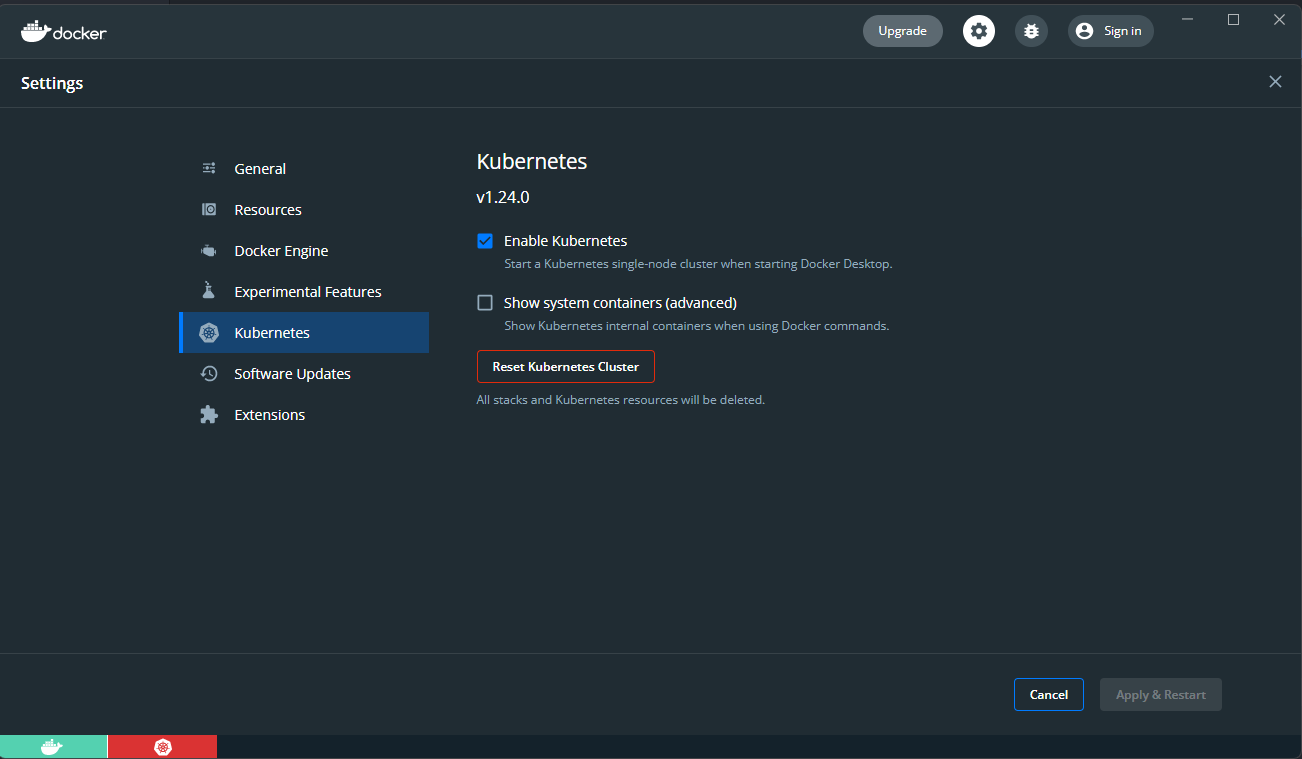 docker
Upgrade
Sign in
Settings
General
Resources
Docker Engine
Experimental Features
Kubernetes
Software Updates
Extensions
Kubernetes
v1.24.0
Enable Kubernetes
Start a Kubernetes single-node cluster when starting Docker Desktop.
Show system containers (advanced)
Show Kubernetes internal containers when using Docker commands.
Reset Kubernetes Cluster
All stacks and Kubernetes resources will be deleted.
Cancel
Apply & Restart